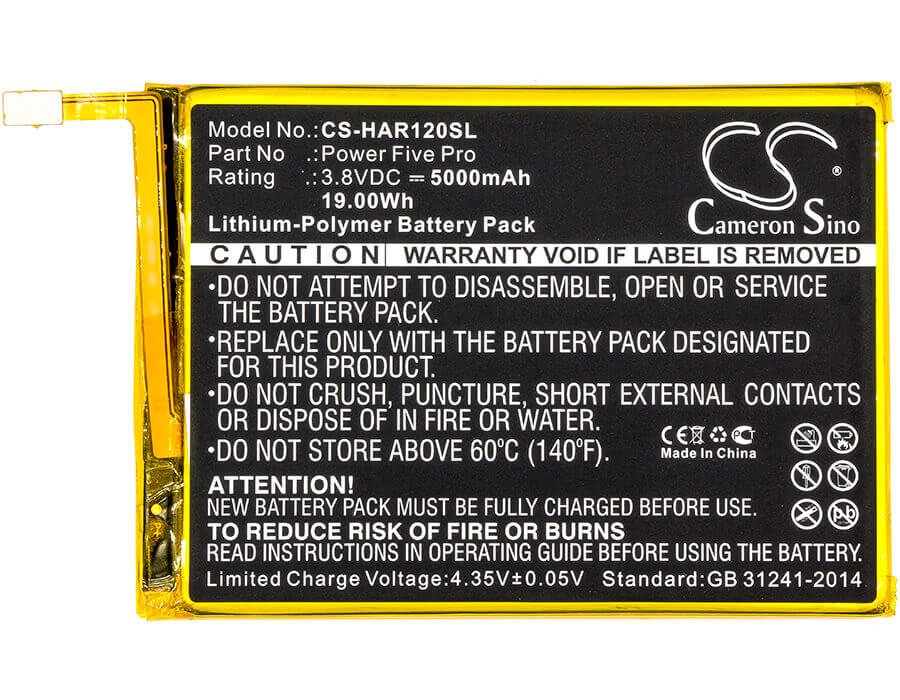 Model No.:CS-HAR120SL
Part No .:Power Five Pro
Rating .:3.8VDC ⎓ 5000mAh
19.00Wh
Lithium-Polymer Battery Pack
CS
®
Cameron Sino
CAUTION WARRANTY VOID IF LABEL IS REMOVED
•DO NOT ATTEMPT TO DISASSEMBLE, OPEN OR SERVICE
THE BATTERY PACK.
•REPLACE ONLY WITH THE BATTERY PACK DESIGNATED
FOR THIS PRODUCT.
•DO NOT CRUSH, PUNCTURE, SHORT EXTERNAL CONTACTS
OR DISPOSE OF IN FIRE OR WATER.
•DO NOT STORE ABOVE 60°C (140°F).
CE PCT
Made In China
Pb
ATTENTION!
NEW BATTERY PACK MUST BE FULLY CHARGED BEFORE USE.
TO REDUCE RISK OF FIRE OR BURNS
READ INSTRUCTIONS IN OPERATING GUIDE BEFORE USING THE BATTERY.
Limited Charge Voltage:4.35V±0.05V Standard:GB 31241-2014